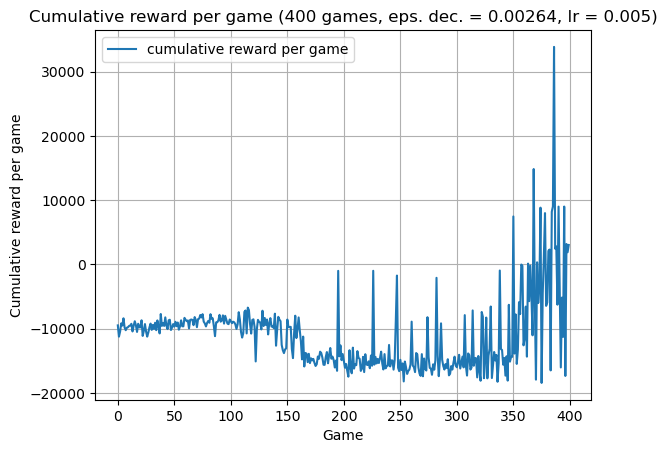 Cumulative reward per game (400 games, eps. dec. = 0.00264, lr = 0.005)
cumulative reward per game
30000
20000
10000
0
−10000
−20000
Cumulative reward per game
0 50 100 150 200 250 300 350 400
Game